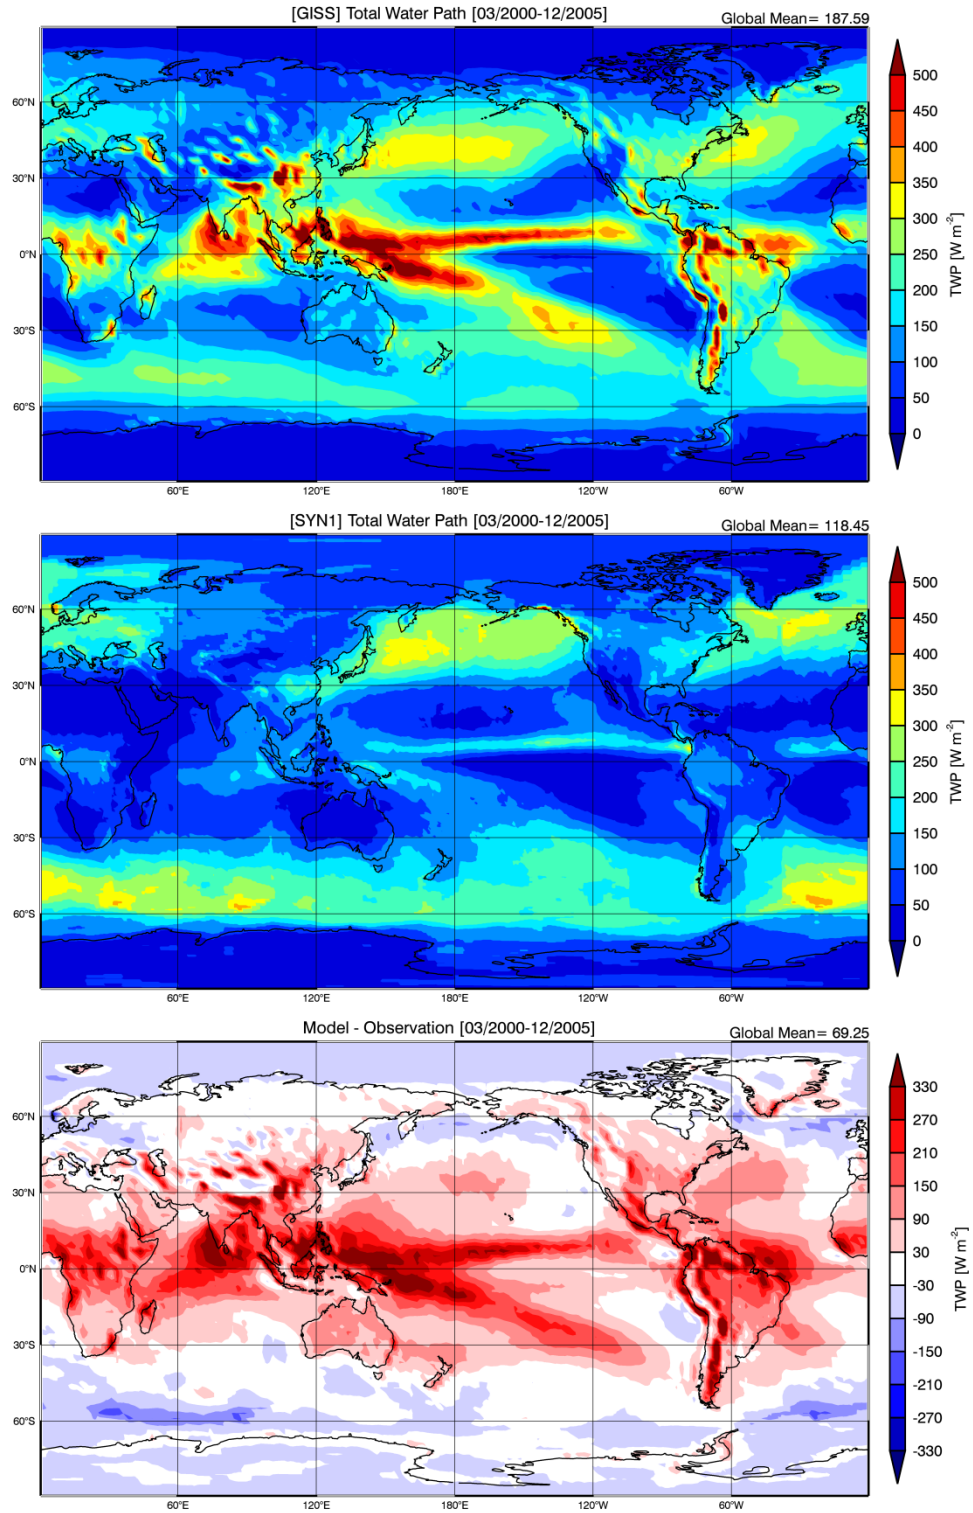 [GISS] Total Water Path [03/2000-12/2005]
Global Mean= 187.59
60°N
30°N
0°N
30°S
60°S
60°E 120°E 180°E 120°W 60°W
500
450
400
350
300
250
200
150
100
50
0
TWP [W m-2]
[SYN1] Total Water Path [03/2000-12/2005]
Global Mean= 118.45
60°N
30°N
0°N
30°S
60°S
60°E 120°E 180°E 120°W 60°W
500
450
400
350
300
250
200
150
100
50
0
TWP [W m-2]
Model - Observation [03/2000-12/2005]
Global Mean= 69.25
60°N
30°N
0°N
30°S
60°S
60°E 120°E 180°E 120°W 60°W
330
270
210
150
90
30
-30
-90
-150
-210
-270
-330
TWP [W m-2]